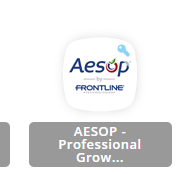 Aesop
by
FRONTLINE
AESOP -
Professional
Grow...